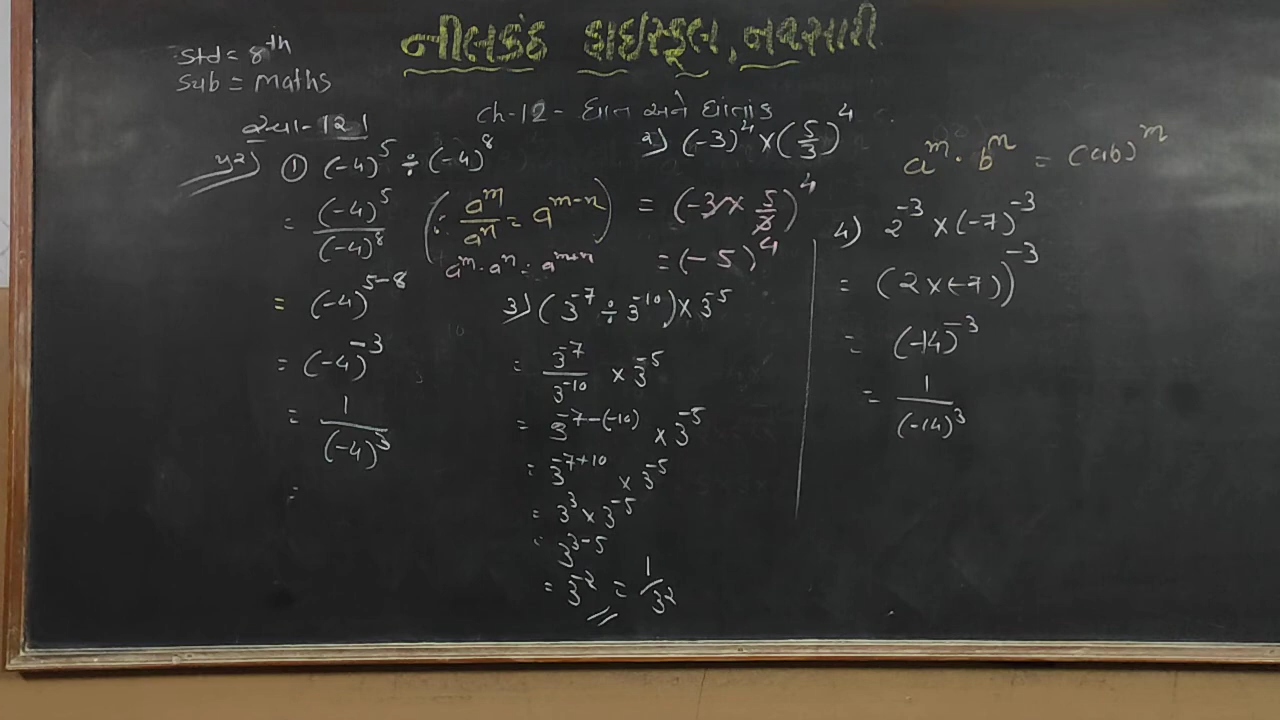 નીલકંઠ હાઇસ્કૂલ, નવસારી
Std = 8th
Sub = maths
Ch-12 - ઘાત અને ઘાતાંક
સ્વા-12.1
① (-4)^5 ÷ (-4)^8
= (-4)^5 / (-4)^8 (∵ a^m / a^n = a^(m-n))
a^m · a^n = a^(m+n)
= (-4)^(5-8)
= (-4)^-3
= 1 / (-4)^3
=
2) (-3)^4 × (5/3)^4
= (-3 × 5/3)^4
= (-5)^4
3) (3^-7 ÷ 3^-10) × 3^-5
= 3^-7 / 3^-10 × 3^-5
= 3^(-7-(-10)) × 3^-5
= 3^(-7+10) × 3^-5
= 3^3 × 3^-5
= 3^(3-5)
= 3^-2 = 1 / 3^2
a^m · b^m = (ab)^m
4) 2^-3 × (-7)^-3
= (2 × (-7))^-3
= (-14)^-3
= 1 / (-14)^3